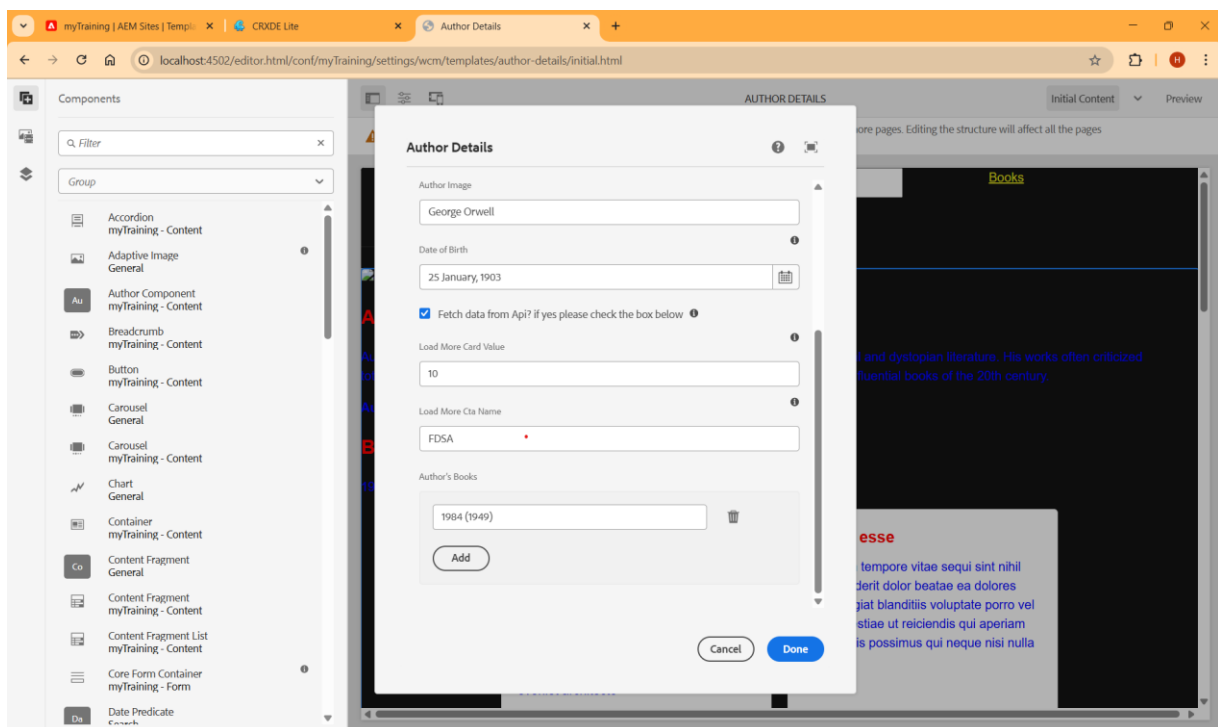 myTraining | AEM Sites | Templ
CRXDE Lite
Author Details
localhost:4502/editor.html/conf/myTraining/settings/wcm/templates/author-details/initial.html
H
Components
AUTHOR DETAILS
Initial Content
Preview
Filter
Group
Accordion
myTraining - Content
Adaptive Image
General
Au
Author Component
myTraining - Content
Breadcrumb
myTraining - Content
Button
myTraining - Content
Carousel
General
Carousel
myTraining - Content
Chart
General
Container
myTraining - Content
Co
Content Fragment
General
Content Fragment
myTraining - Content
Content Fragment List
myTraining - Content
Core Form Container
myTraining - Form
Da
Date Predicate
Search
Author Details
Author Image
George Orwell
Date of Birth
25 January, 1903
Fetch data from Api? if yes please check the box below
Load More Card Value
10
Load More Cta Name
FDSA *
Author's Books
1984 (1949)
Add
Cancel
Done
ore pages. Editing the structure will affect all the pages
Books
l and dystopian literature. His works often criticized
fluential books of the 20th century.
esse
tempore vitae sequi sint nihil
derit dolor beatae ea dolores
giat blanditiis voluptate porro vel
stiae ut reiciendis qui aperiam
is possimus qui neque nisi nulla